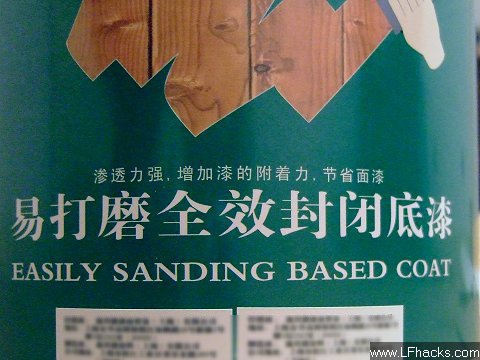 渗透力强，增加漆的附着力，节省面漆
易打磨全效封闭底漆
EASILY SANDING BASED COAT
www.LFhacks.com